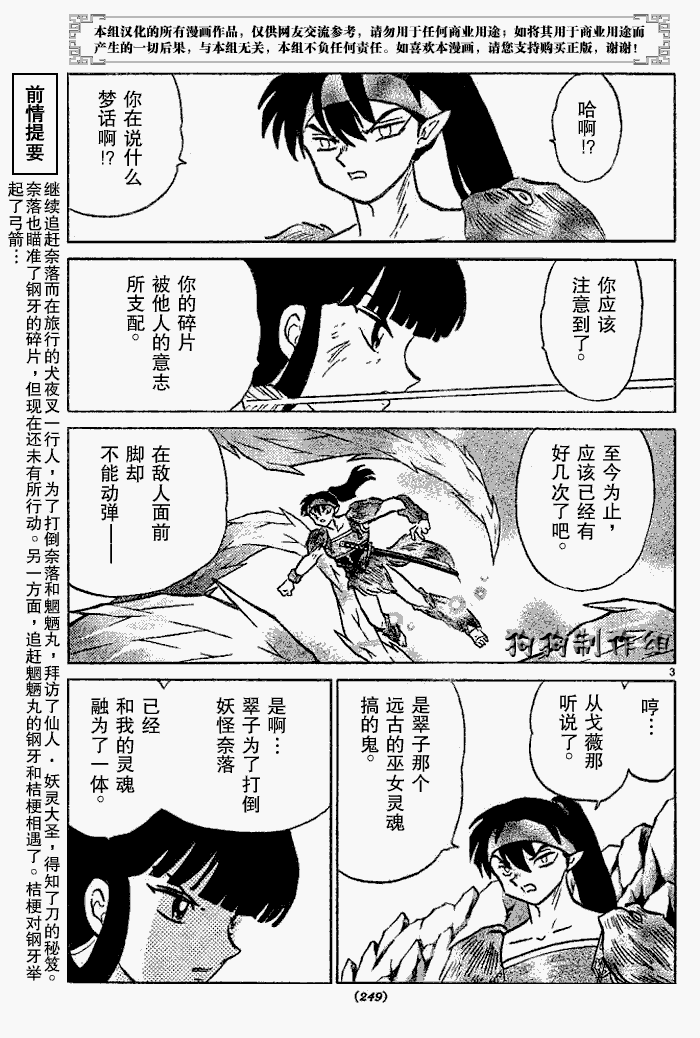 本组汉化的所有漫画作品，仅供网友交流参考，请勿用于任何商业用途；如将其用于商业用途而
产生的一切后果，与本组无关，本组不负任何责任。如喜欢本漫画，请您支持购买正版，谢谢！
前情提要
继续追赶奈落而在旅行的犬夜叉一行人，为了打倒奈落和魍魉丸，拜访了仙人·妖灵大圣，得知了刀的秘笈。
奈落也瞄准了钢牙的碎片，但现在还未有所行动。另一方面，追赶魍魉丸的钢牙和桔梗相遇了。桔梗对钢牙举
起了弓箭…
哈啊!?
你在说什么
梦话啊!?
你应该
注意到了。
你的碎片
被他人的意志
所支配。
至今为止，
应该已经有
好几次了吧。
在敌人面前
脚却
不能动弹——
狗狗制作组
3
哼…
从戈薇那
听说了。
是翠子那个
远古的巫女灵魂
搞的鬼。
是啊…
翠子为了打倒
妖怪奈落
已经
和我的灵魂
融为了一体。
(249)